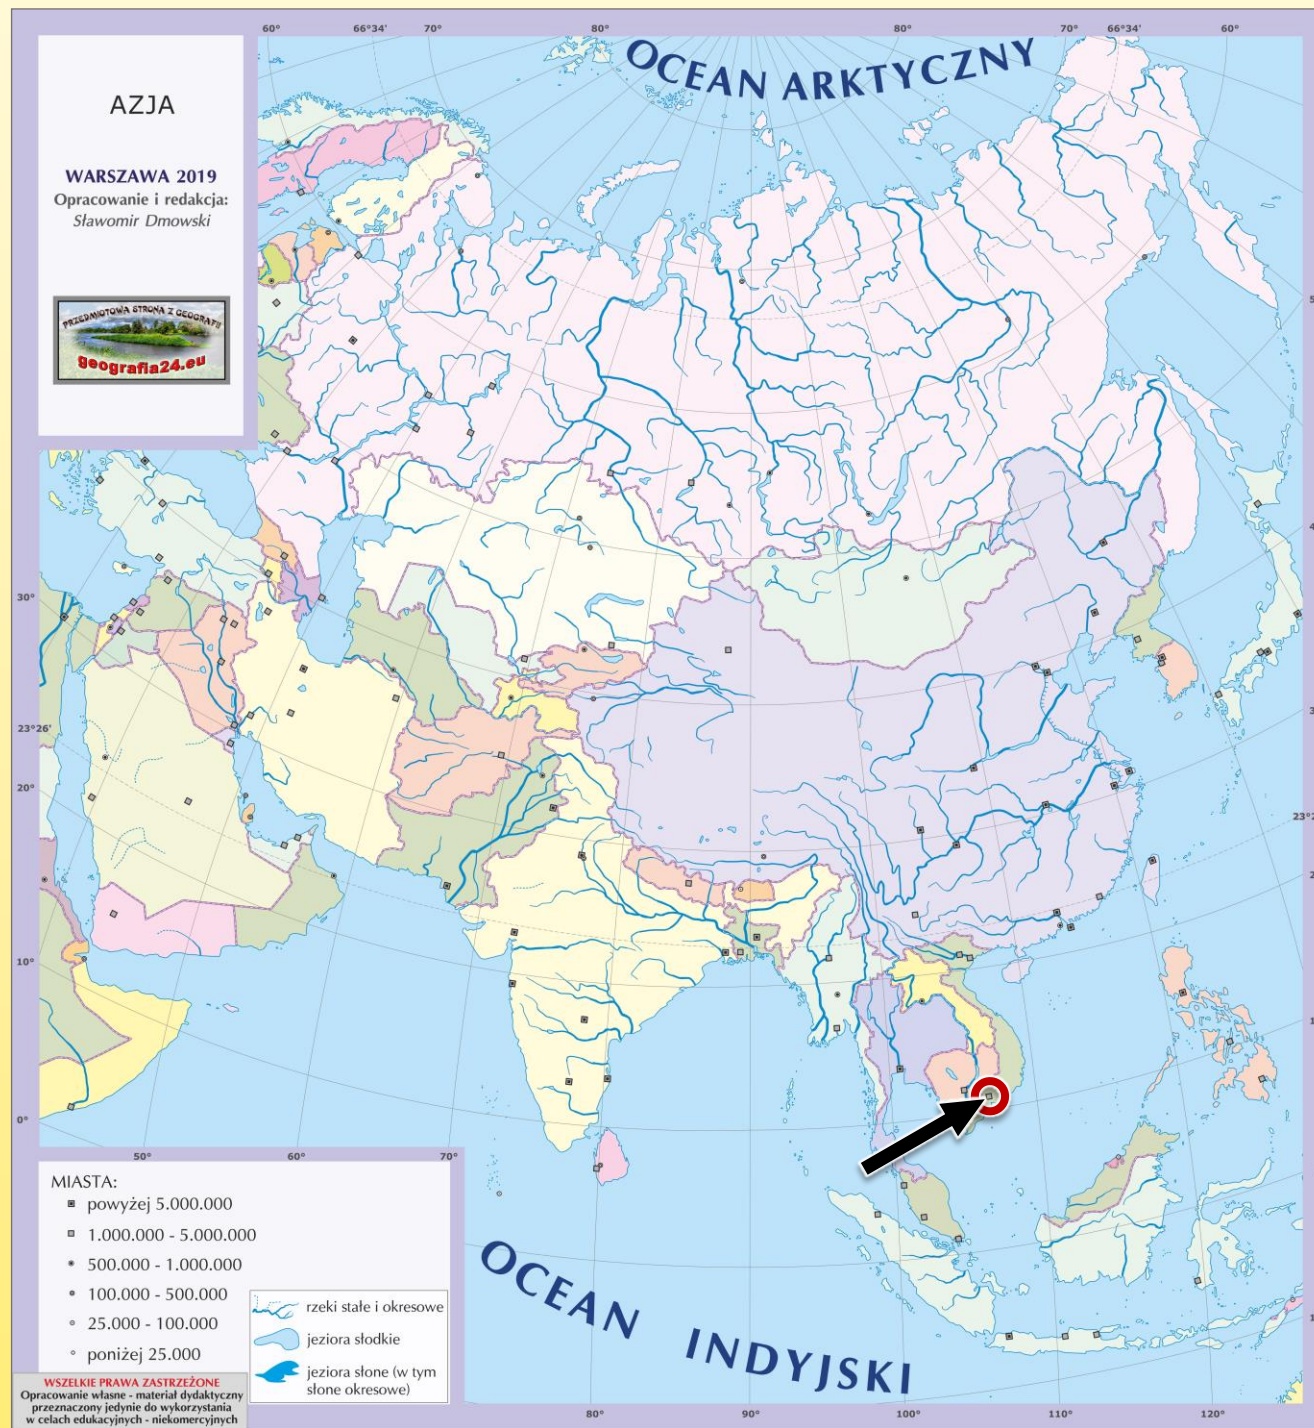 60°
66°34'
70°
80°
80°
70°
66°34'
60°
OCEAN ARKTYCZNY
AZJA
WARSZAWA 2019
Opracowanie i redakcja:
Sławomir Dmowski
PRZEDMIOTOWA STRONA Z GEOGRAFII
geografia24.eu
30°
23°26'
20°
10°
0°
50°
60°
70°
MIASTA:
powyżej 5.000.000
1.000.000 - 5.000.000
500.000 - 1.000.000
100.000 - 500.000
25.000 - 100.000
poniżej 25.000
rzeki stałe i okresowe
jeziora słodkie
jeziora słone (w tym
słone okresowe)
OCEAN INDYJSKI
WSZELKIE PRAWA ZASTRZEŻONE
Opracowanie własne - materiał dydaktyczny
przeznaczony jedynie do wykorzystania
w celach edukacyjnych - niekomercyjnych
80°
90°
100°
110°
120°